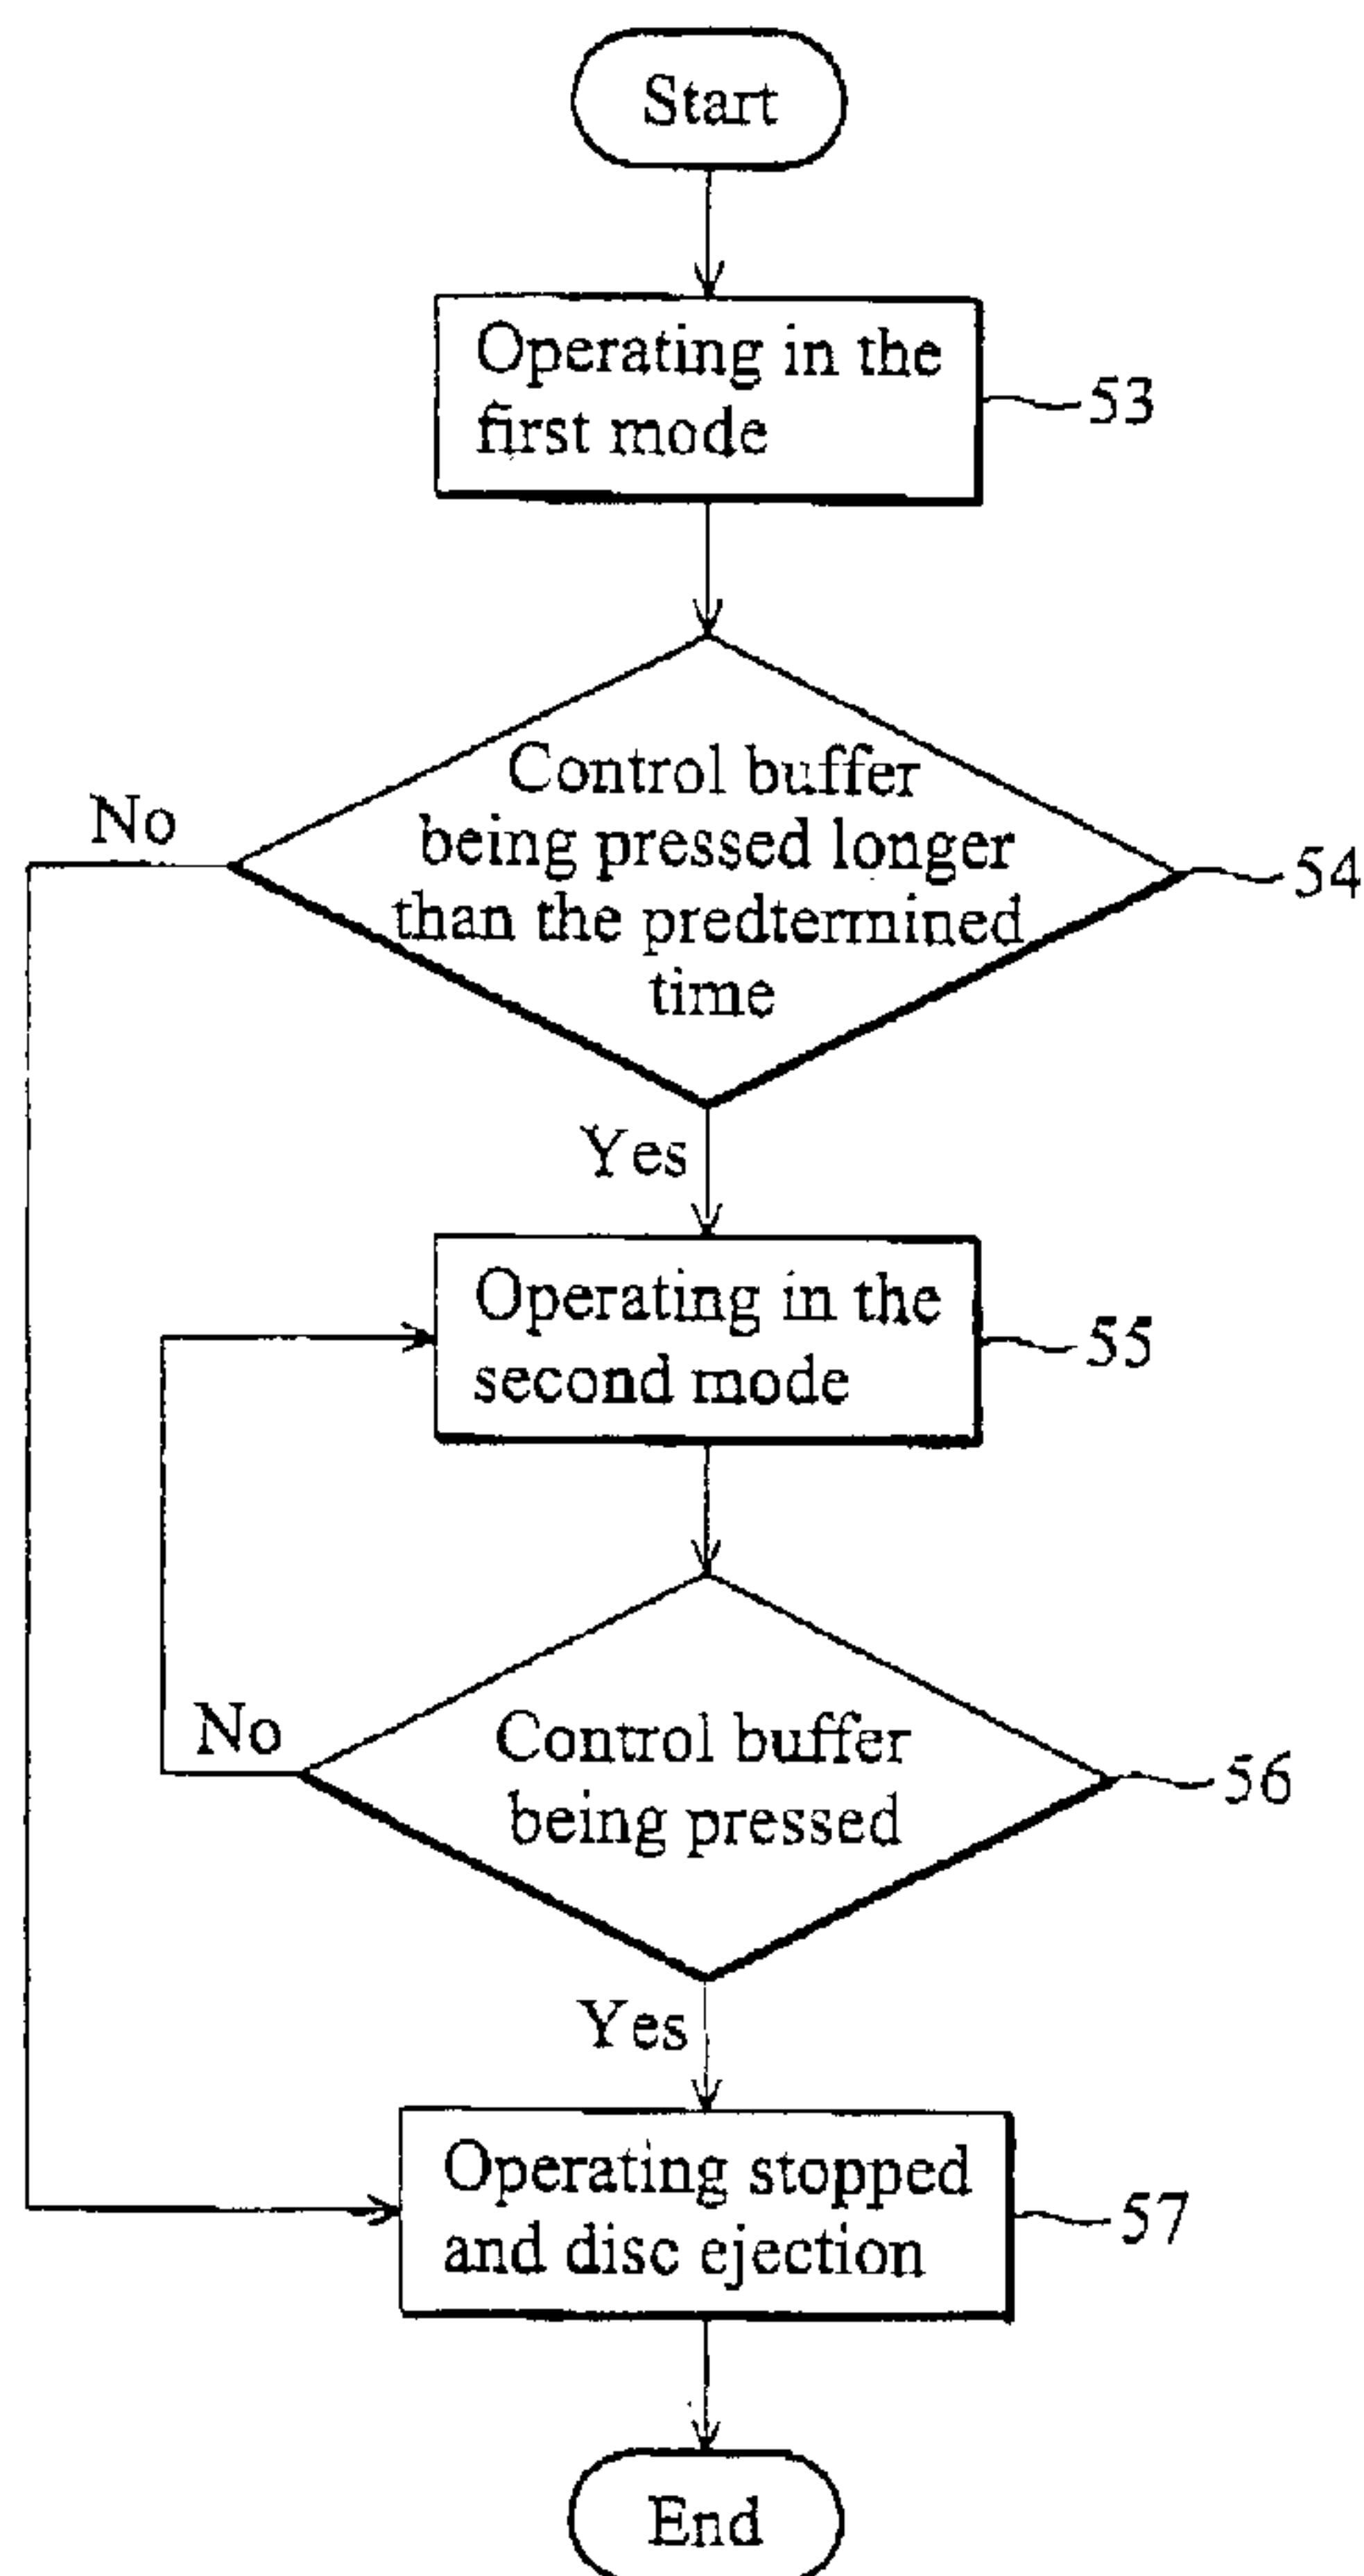 Start
Operating in the
first mode
53
Control buffer
being pressed longer
than the predtermined
time
54
No
Yes
Operating in the
second mode
55
Control buffer
being pressed
56
No
Yes
Operating stopped
and disc ejection
57
End